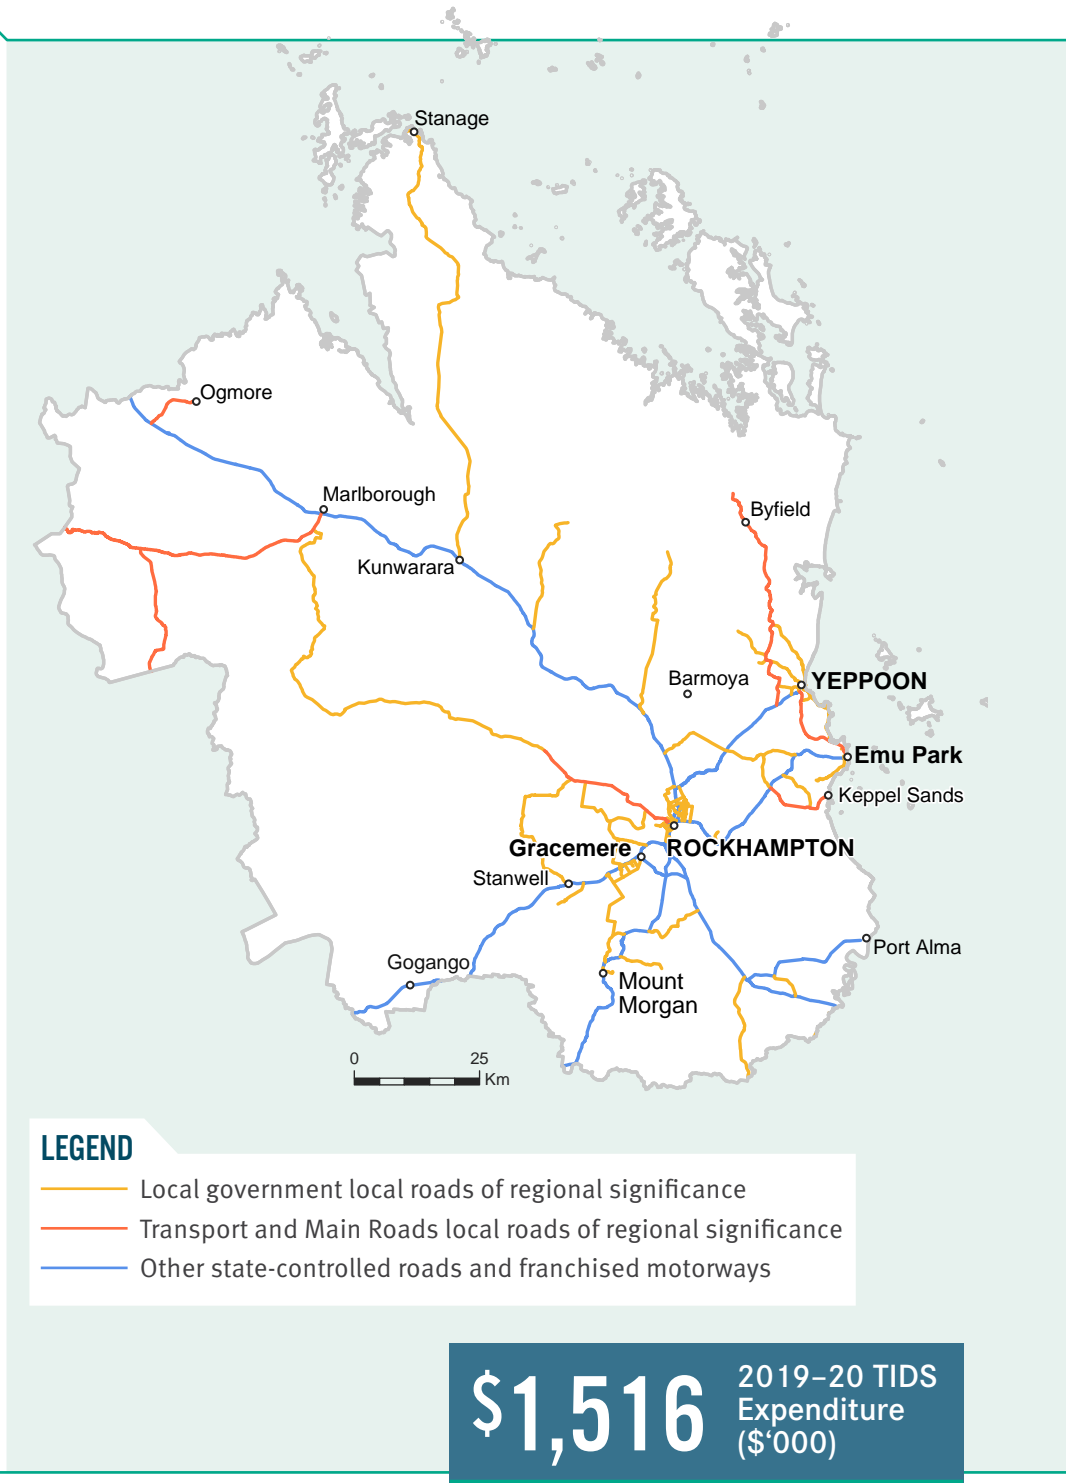 Stanage
Ogmore
Marlborough
Byfield
Kunwarara
Barmoya
YEPPOON
Emu Park
Keppel Sands
Gracemere
ROCKHAMPTON
Stanwell
Port Alma
Gogango
Mount
Morgan
0 25
Km
LEGEND
Local government local roads of regional significance
Transport and Main Roads local roads of regional significance
Other state-controlled roads and franchised motorways
$1,516
2019–20 TIDS
Expenditure
($‘000)